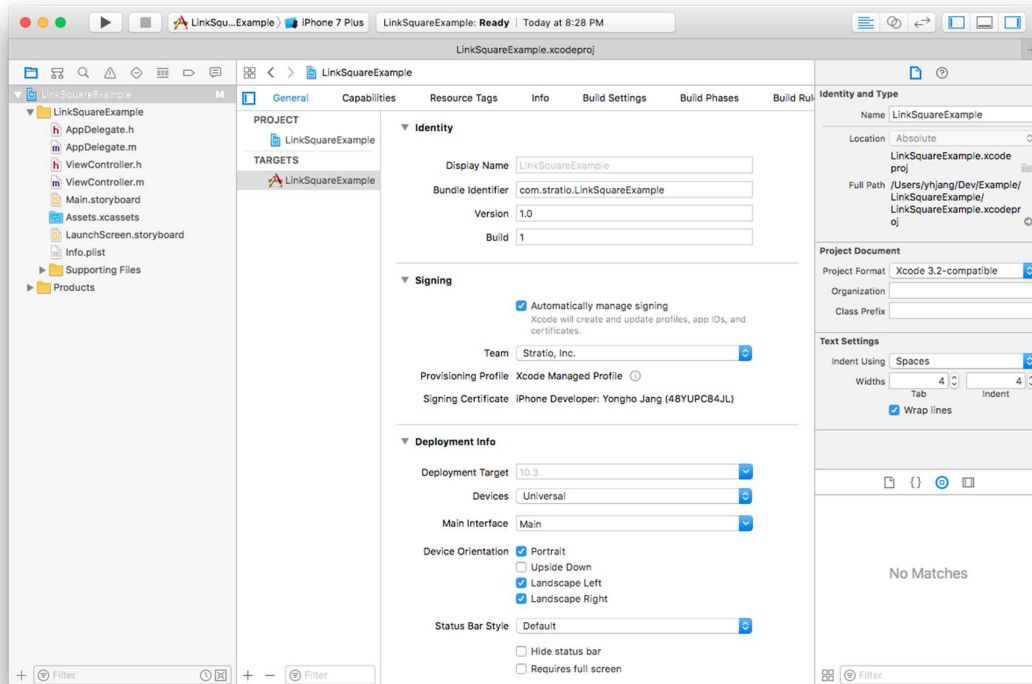 LinkSqu...Example iPhone 7 Plus LinkSquareExample: Ready Today at 8:28 PM
LinkSquareExample.xcodeproj
LinkSquareExample M
LinkSquareExample
h AppDelegate.h
m AppDelegate.m
h ViewController.h
m ViewController.m
Main.storyboard
Assets.xcassets
LaunchScreen.storyboard
Info.plist
Supporting Files
Products
Filter
LinkSquareExample
General Capabilities Resource Tags Info Build Settings Build Phases Build Rul
PROJECT
LinkSquareExample
TARGETS
LinkSquareExample
Filter
Identity
Display Name LinkSquareExample
Bundle Identifier com.stratio.LinkSquareExample
Version 1.0
Build 1
Signing
Automatically manage signing
Xcode will create and update profiles, app IDs, and
certificates.
Team Stratio, Inc.
Provisioning Profile Xcode Managed Profile
Signing Certificate iPhone Developer: Yongho Jang (48YUPC84JL)
Deployment Info
Deployment Target 10.3
Devices Universal
Main Interface Main
Device Orientation Portrait
Upside Down
Landscape Left
Landscape Right
Status Bar Style Default
Hide status bar
Requires full screen
Identity and Type
Name LinkSquareExample
Location Absolute
LinkSquareExample.xcode
proj
Full Path /Users/yhjang/Dev/Example/
LinkSquareExample/
LinkSquareExample.xcodepr
oj
Project Document
Project Format Xcode 3.2-compatible
Organization
Class Prefix
Text Settings
Indent Using Spaces
Widths 4 4
Tab Indent
Wrap lines
{}
No Matches
Filter